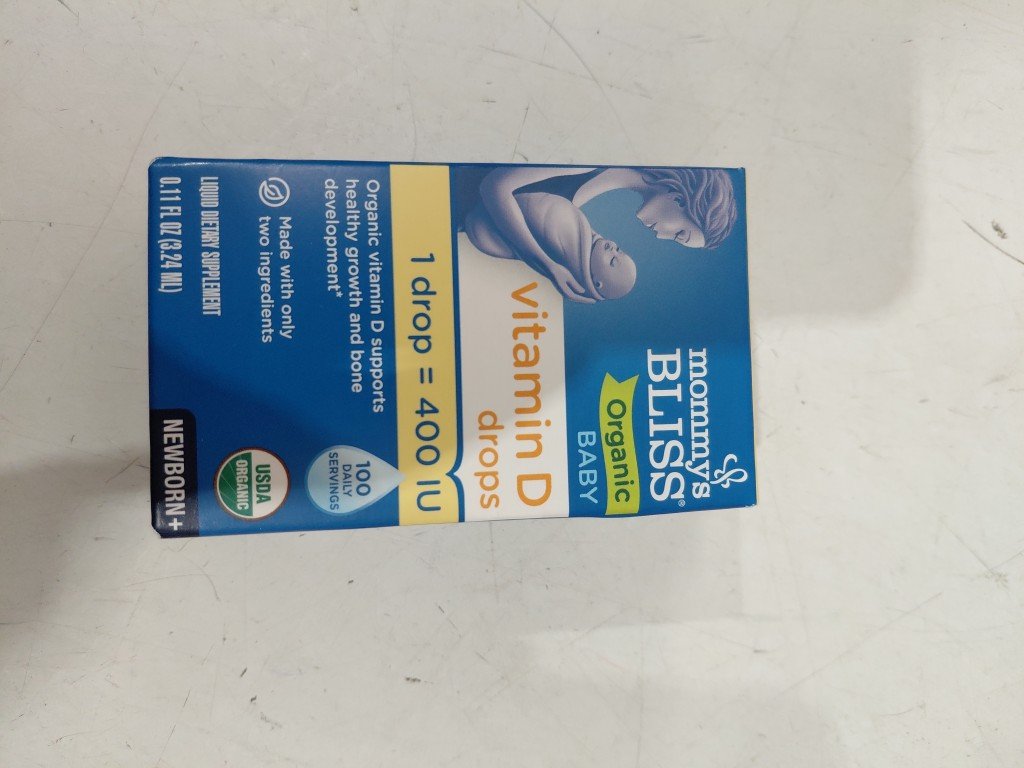 mommy's
BLISS®
Organic
BABY
vitamin D
drops
1 drop = 400 IU
100
DAILY
SERVINGS
Organic vitamin D supports
healthy growth and bone
development*
Made with only
two ingredients
USDA
ORGANIC
LIQUID DIETARY SUPPLEMENT
0.11 FL OZ (3.24 ML)
NEWBORN+